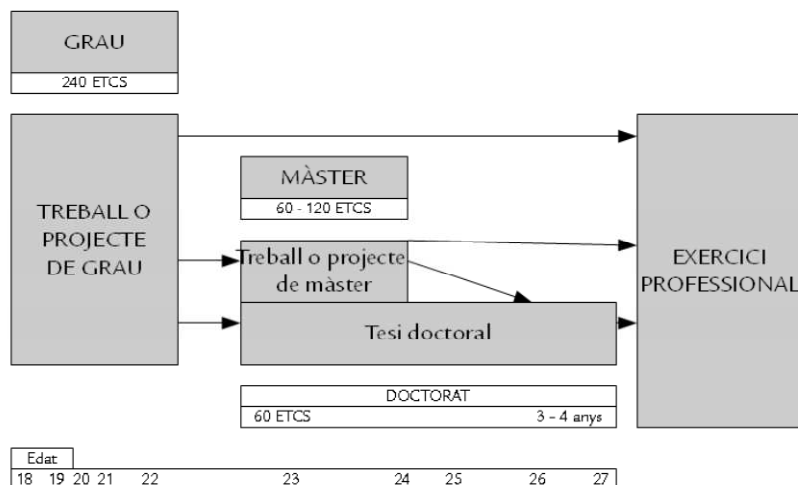 GRAU
240 ETCS
TREBALL O
PROJECTE
DE GRAU
MÀSTER
60 - 120 ETCS
Treball o projecte
de màster
Tesi doctoral
EXERCICI
PROFESSIONAL
DOCTORAT
60 ETCS 3 - 4 anys
Edat
18 19 20 21 22 23 24 25 26 27